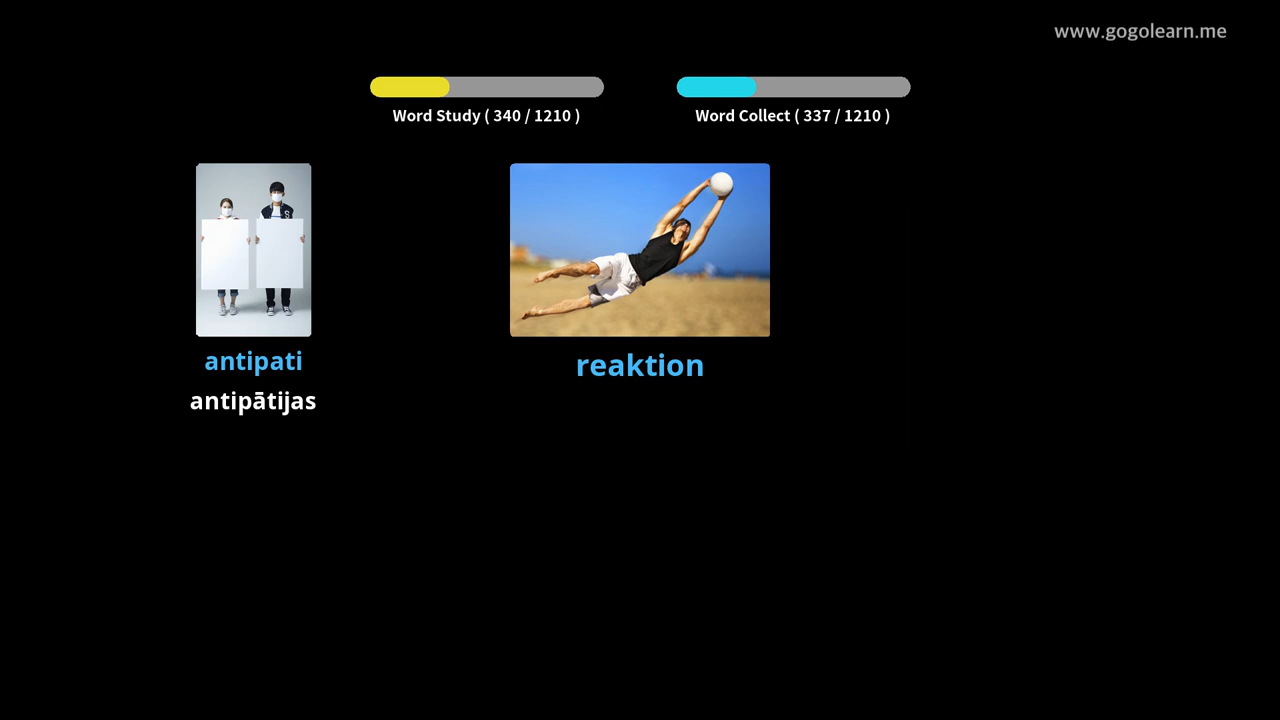 www.gogolearn.me
Word Study ( 340 / 1210 )
Word Collect ( 337 / 1210 )
antipati
antipātijas
reaktion